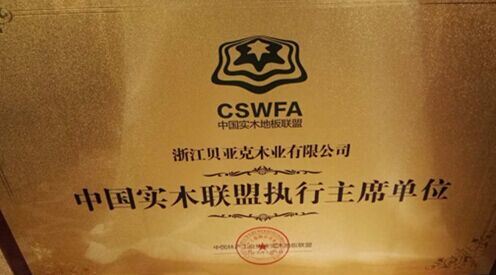 CSWFA
中国实木地板联盟
浙江贝亚克木业有限公司
中国实木联盟执行主席单位